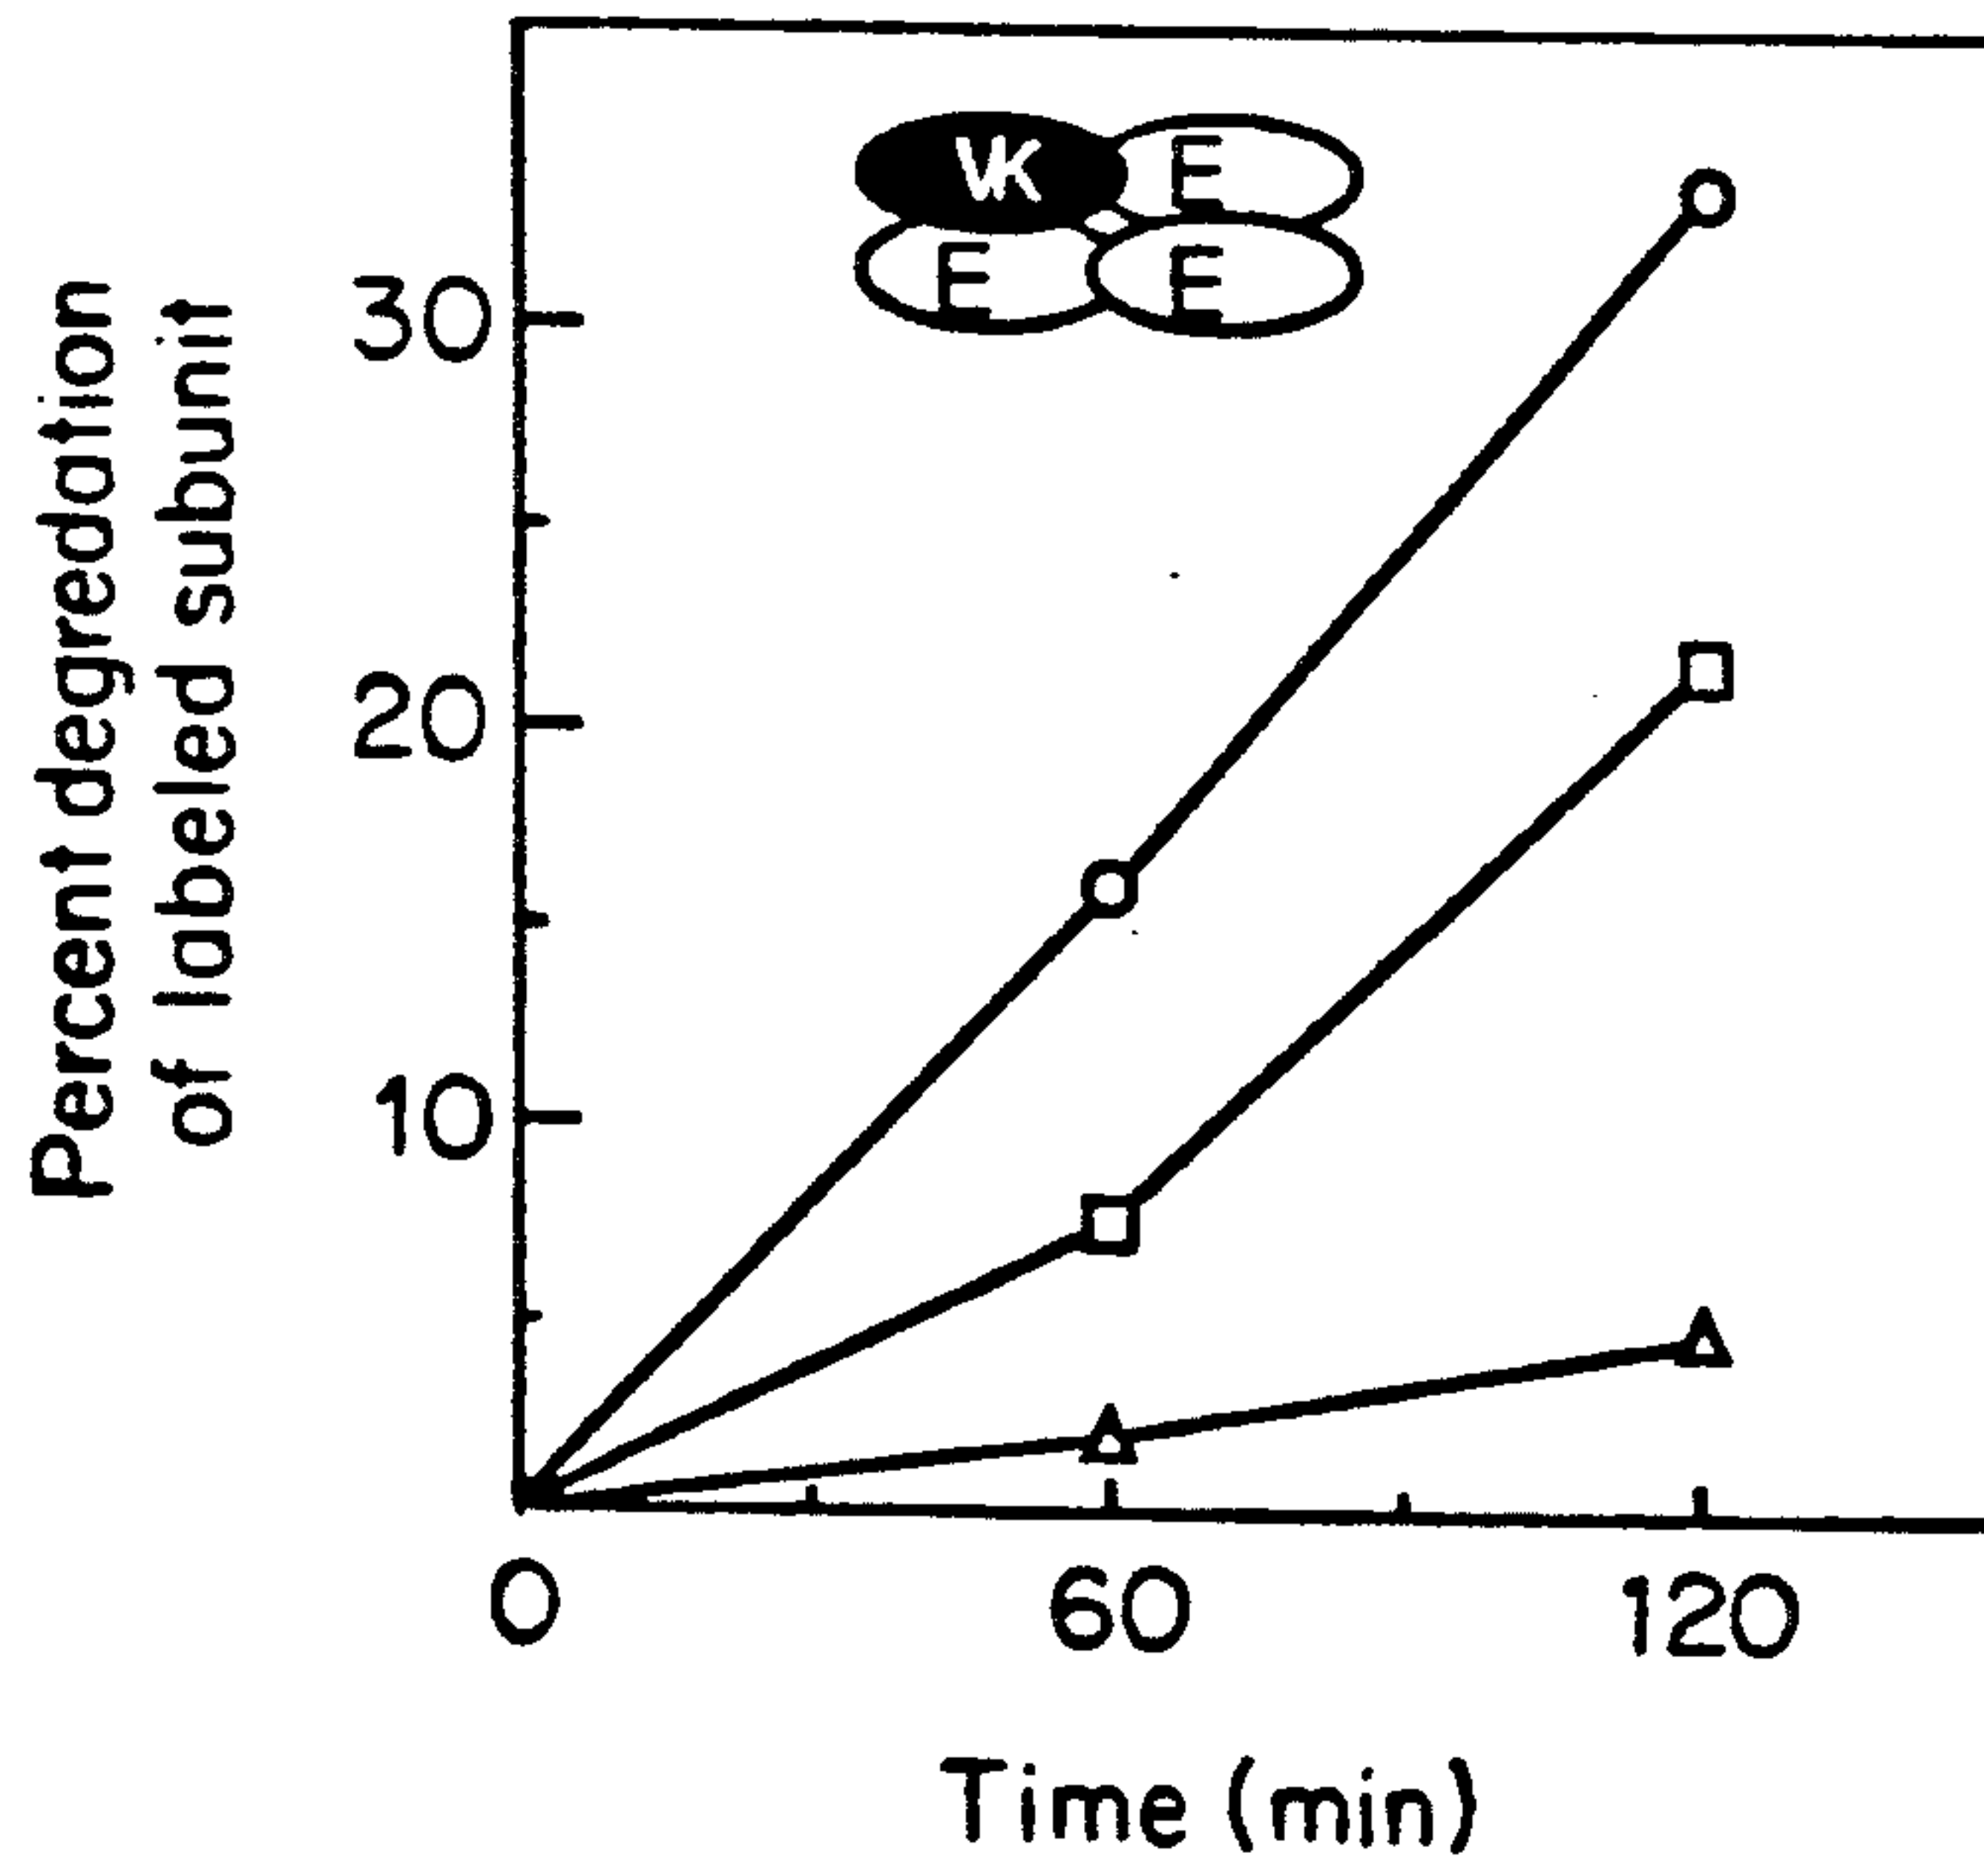 Percent degredation
of labeled subunit
30
20
10
VK E
E E
0 60 120
Time (min)